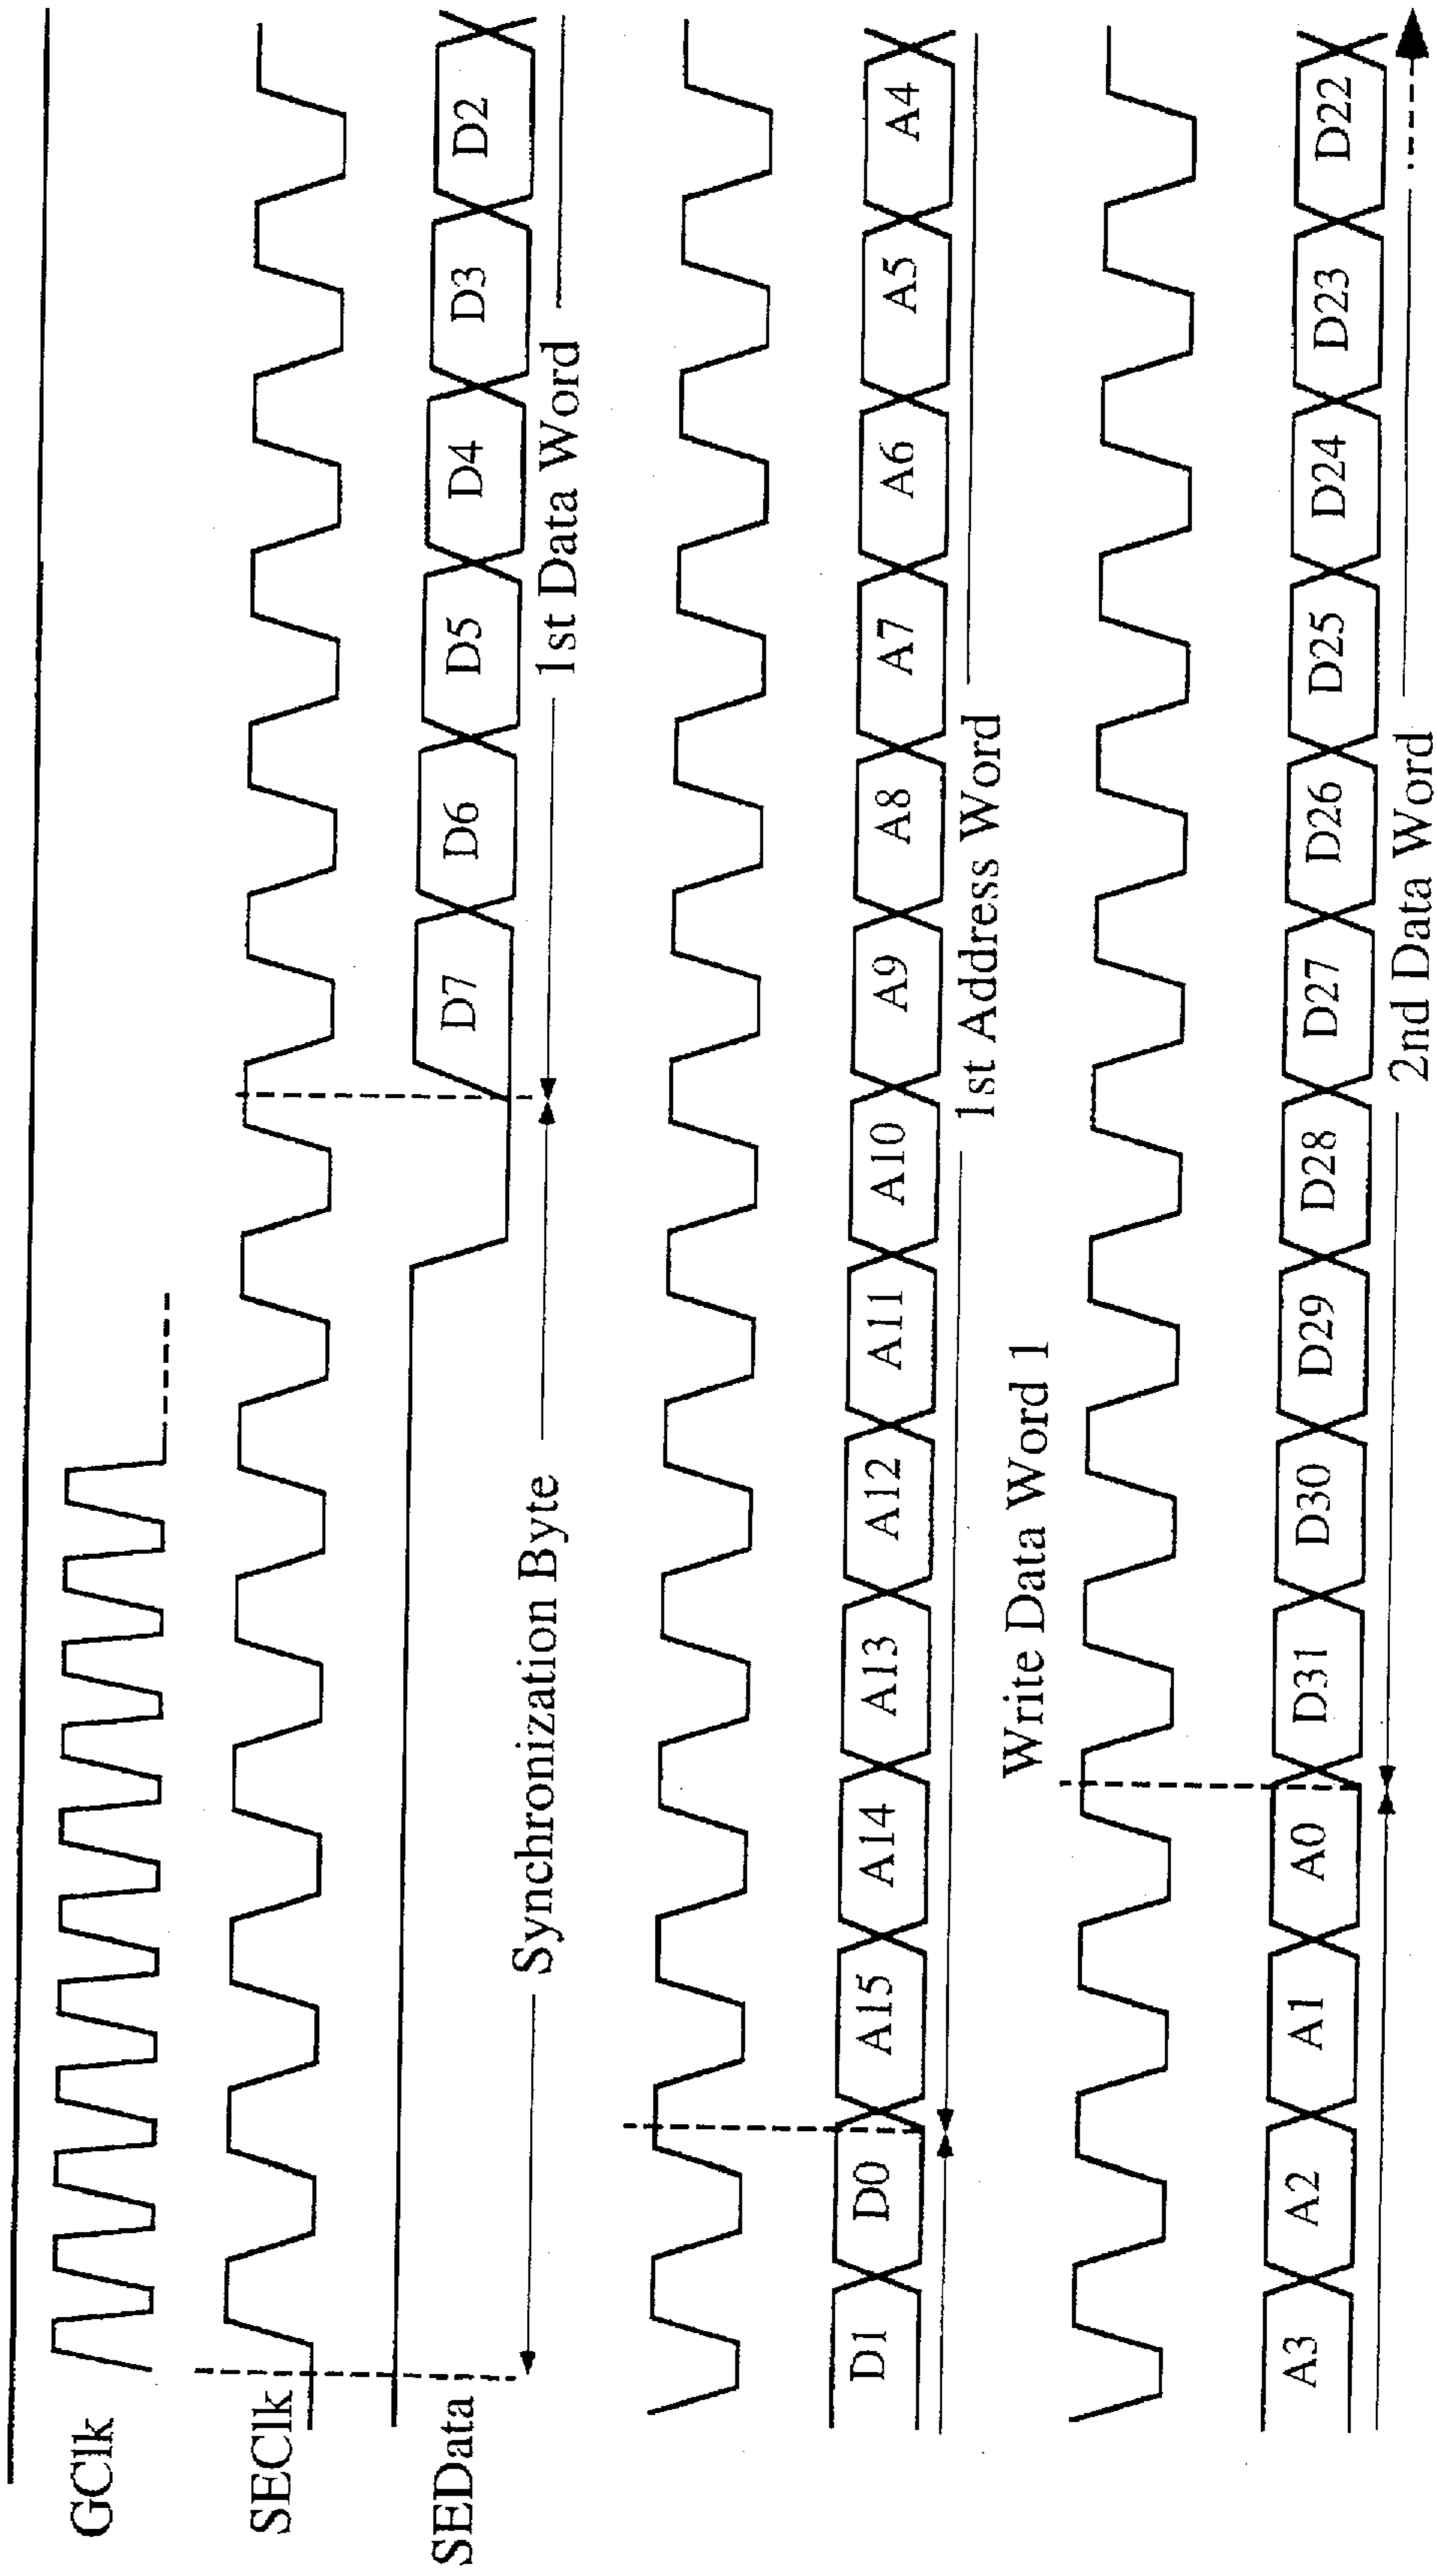 GClk
SEClk
SEData
D7 D6 D5 D4 D3 D2
Synchronization Byte 1st Data Word
D1 D0 A15 A14 A13 A12 A11 A10 A9 A8 A7 A6 A5 A4
1st Address Word
Write Data Word 1
A3 A2 A1 A0 D31 D30 D29 D28 D27 D26 D25 D24 D23 D22
2nd Data Word